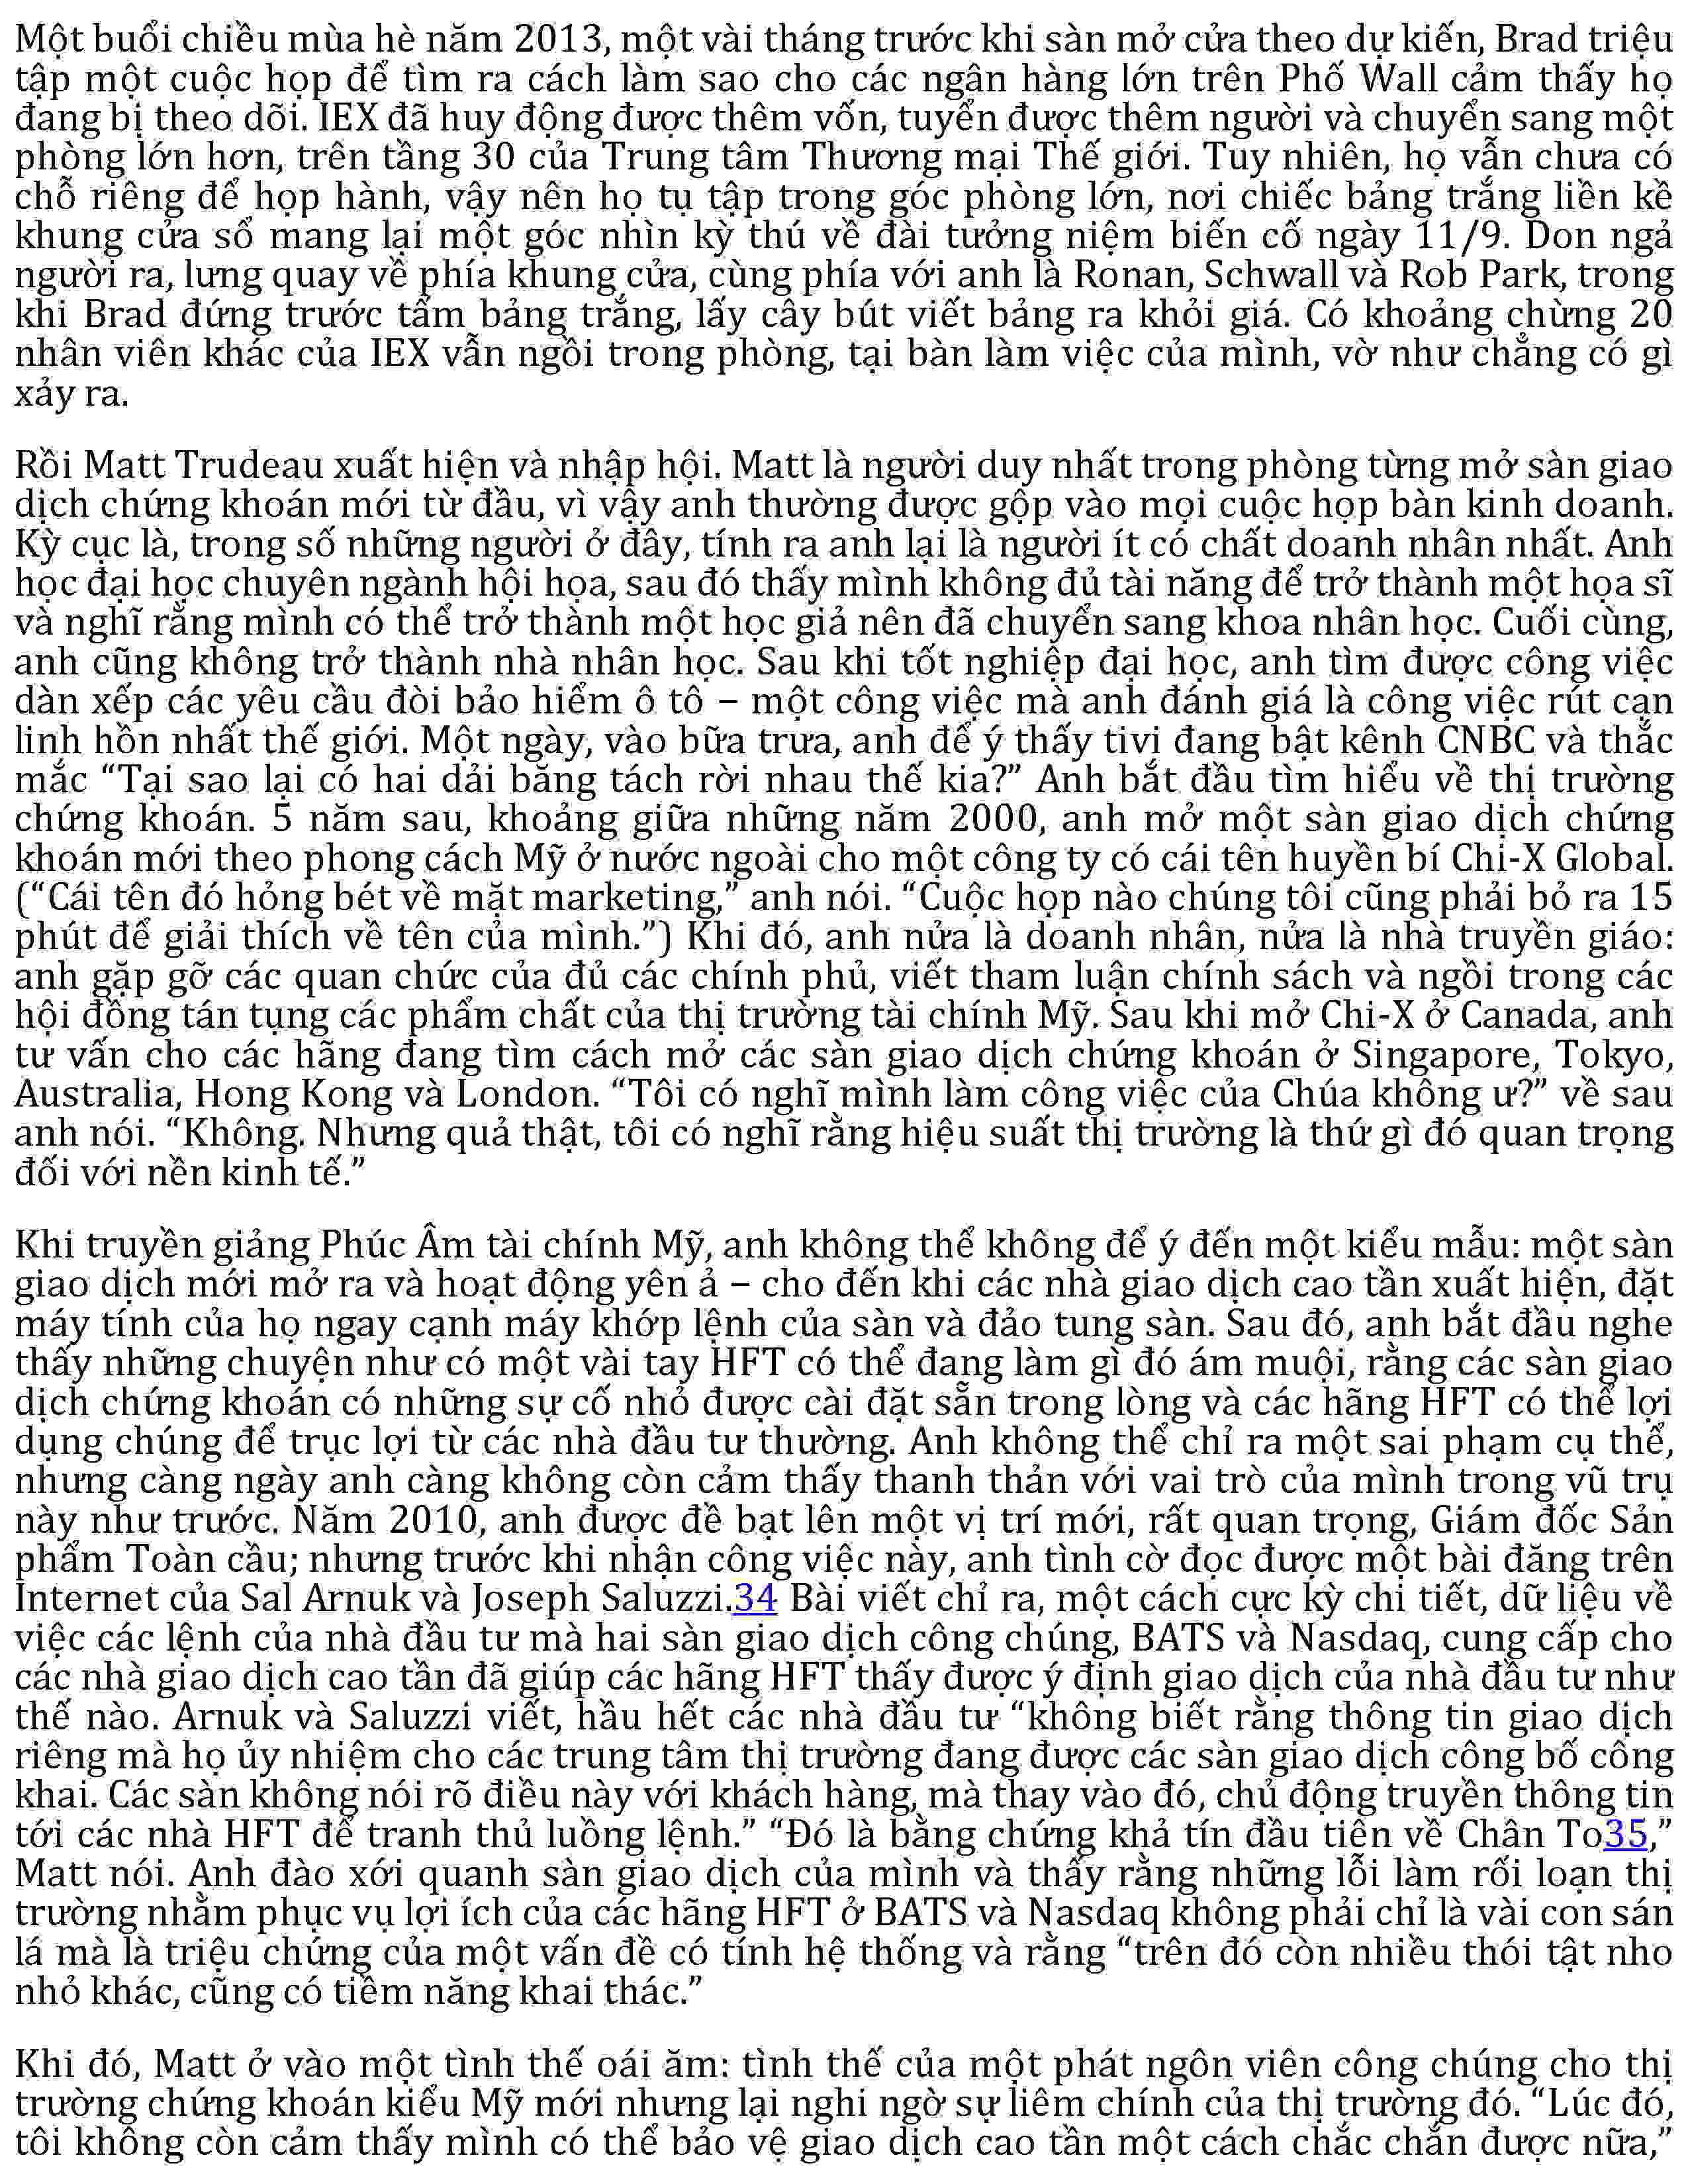 Một buổi chiều mùa hè năm 2013, một vài tháng trước khi sàn mở cửa theo dự kiến, Brad triệu
tập một cuộc họp để tìm ra cách làm sao cho các ngân hàng lớn trên Phố Wall cảm thấy họ
đang bị theo dõi. IEX đã huy động được thêm vốn, tuyển được thêm người và chuyển sang một
phòng lớn hơn, trên tầng 30 của Trung tâm Thương mại Thế giới. Tuy nhiên, họ vẫn chưa có
chỗ riêng để họp hành, vậy nên họ tụ tập trong góc phòng lớn, nơi chiếc bảng trắng liền kề
khung cửa sổ mang lại một góc nhìn kỳ thú về đài tưởng niệm biến cố ngày 11/9. Don ngả
người ra, lưng quay về phía khung cửa, cùng phía với anh là Ronan, Schwall và Rob Park, trong
khi Brad đứng trước tấm bảng trắng, lấy cây bút viết bảng ra khỏi giá. Có khoảng chừng 20
nhân viên khác của IEX vẫn ngồi trong phòng, tại bàn làm việc của mình, vờ như chẳng có gì
xảy ra.
Rồi Matt Trudeau xuất hiện và nhập hội. Matt là người duy nhất trong phòng từng mở sàn giao
dịch chứng khoán mới từ đầu, vì vậy anh thường được gộp vào mọi cuộc họp bàn kinh doanh.
Kỳ cục là, trong số những người ở đây, tính ra anh lại là người ít có chất doanh nhân nhất. Anh
học đại học chuyên ngành hội họa, sau đó thấy mình không đủ tài năng để trở thành một họa sĩ
và nghĩ rằng mình có thể trở thành một học giả nên đã chuyển sang khoa nhân học. Cuối cùng,
anh cũng không trở thành nhà nhân học. Sau khi tốt nghiệp đại học, anh tìm được công việc
dàn xếp các yêu cầu đòi bảo hiểm ô tô – một công việc mà anh đánh giá là công việc rút cạn
linh hồn nhất thế giới. Một ngày, vào bữa trưa, anh để ý thấy tivi đang bật kênh CNBC và thắc
mắc “Tại sao lại có hai dải băng tách rời nhau thế kia?” Anh bắt đầu tìm hiểu về thị trường
chứng khoán. 5 năm sau, khoảng giữa những năm 2000, anh mở một sàn giao dịch chứng
khoán mới theo phong cách Mỹ ở nước ngoài cho một công ty có cái tên huyền bí Chi-X Global.
(“Cái tên đó hỏng bét về mặt marketing,” anh nói. “Cuộc họp nào chúng tôi cũng phải bỏ ra 15
phút để giải thích về tên của mình.”) Khi đó, anh nửa là doanh nhân, nửa là nhà truyền giáo:
anh gặp gỡ các quan chức của đủ các chính phủ, viết tham luận chính sách và ngồi trong các
hội đồng tán tụng các phẩm chất của thị trường tài chính Mỹ. Sau khi mở Chi-X ở Canada, anh
tư vấn cho các hãng đang tìm cách mở các sàn giao dịch chứng khoán ở Singapore, Tokyo,
Australia, Hong Kong và London. “Tôi có nghĩ mình làm công việc của Chúa không ư?” về sau
anh nói. “Không. Nhưng quả thật, tôi có nghĩ rằng hiệu suất thị trường là thứ gì đó quan trọng
đối với nền kinh tế.”
Khi truyền giảng Phúc Âm tài chính Mỹ, anh không thể không để ý đến một kiểu mẫu: một sàn
giao dịch mới mở ra và hoạt động yên ả – cho đến khi các nhà giao dịch cao tần xuất hiện, đặt
máy tính của họ ngay cạnh máy khớp lệnh của sàn và đảo tung sàn. Sau đó, anh bắt đầu nghe
thấy những chuyện như có một vài tay HFT có thể đang làm gì đó ám muội, rằng các sàn giao
dịch chứng khoán có những sự cố nhỏ được cài đặt sẵn trong lòng và các hãng HFT có thể lợi
dụng chúng để trục lợi từ các nhà đầu tư thường. Anh không thể chỉ ra một sai phạm cụ thể,
nhưng càng ngày anh càng không còn cảm thấy thanh thản với vai trò của mình trong vũ trụ
này như trước. Năm 2010, anh được đề bạt lên một vị trí mới, rất quan trọng, Giám đốc Sản
phẩm Toàn cầu; nhưng trước khi nhận công việc này, anh tình cờ đọc được một bài đăng trên
Internet của Sal Arnuk và Joseph Saluzzi.34 Bài viết chỉ ra, một cách cực kỳ chi tiết, dữ liệu về
việc các lệnh của nhà đầu tư mà hai sàn giao dịch công chúng, BATS và Nasdaq, cung cấp cho
các nhà giao dịch cao tần đã giúp các hãng HFT thấy được ý định giao dịch của nhà đầu tư như
thế nào. Arnuk và Saluzzi viết, hầu hết các nhà đầu tư “không biết rằng thông tin giao dịch
riêng mà họ ủy nhiệm cho các trung tâm thị trường đang được các sàn giao dịch công bố công
khai. Các sàn không nói rõ điều này với khách hàng, mà thay vào đó, chủ động truyền thông tin
tới các nhà HFT để tranh thủ luồng lệnh.” “Đó là bằng chứng khả tín đầu tiên về Chân To35,”
Matt nói. Anh đào xới quanh sàn giao dịch của mình và thấy rằng những lỗi làm rối loạn thị
trường nhằm phục vụ lợi ích của các hãng HFT ở BATS và Nasdaq không phải chỉ là vài con sán
lá mà là triệu chứng của một vấn đề có tính hệ thống và rằng “trên đó còn nhiều thói tật nho
nhỏ khác, cũng có tiềm năng khai thác.”
Khi đó, Matt ở vào một tình thế oái ăm: tình thế của một phát ngôn viên công chúng cho thị
trường chứng khoán kiểu Mỹ mới nhưng lại nghi ngờ sự liêm chính của thị trường đó. “Lúc đó,
tôi không còn cảm thấy mình có thể bảo vệ giao dịch cao tần một cách chắc chắn được nữa,”